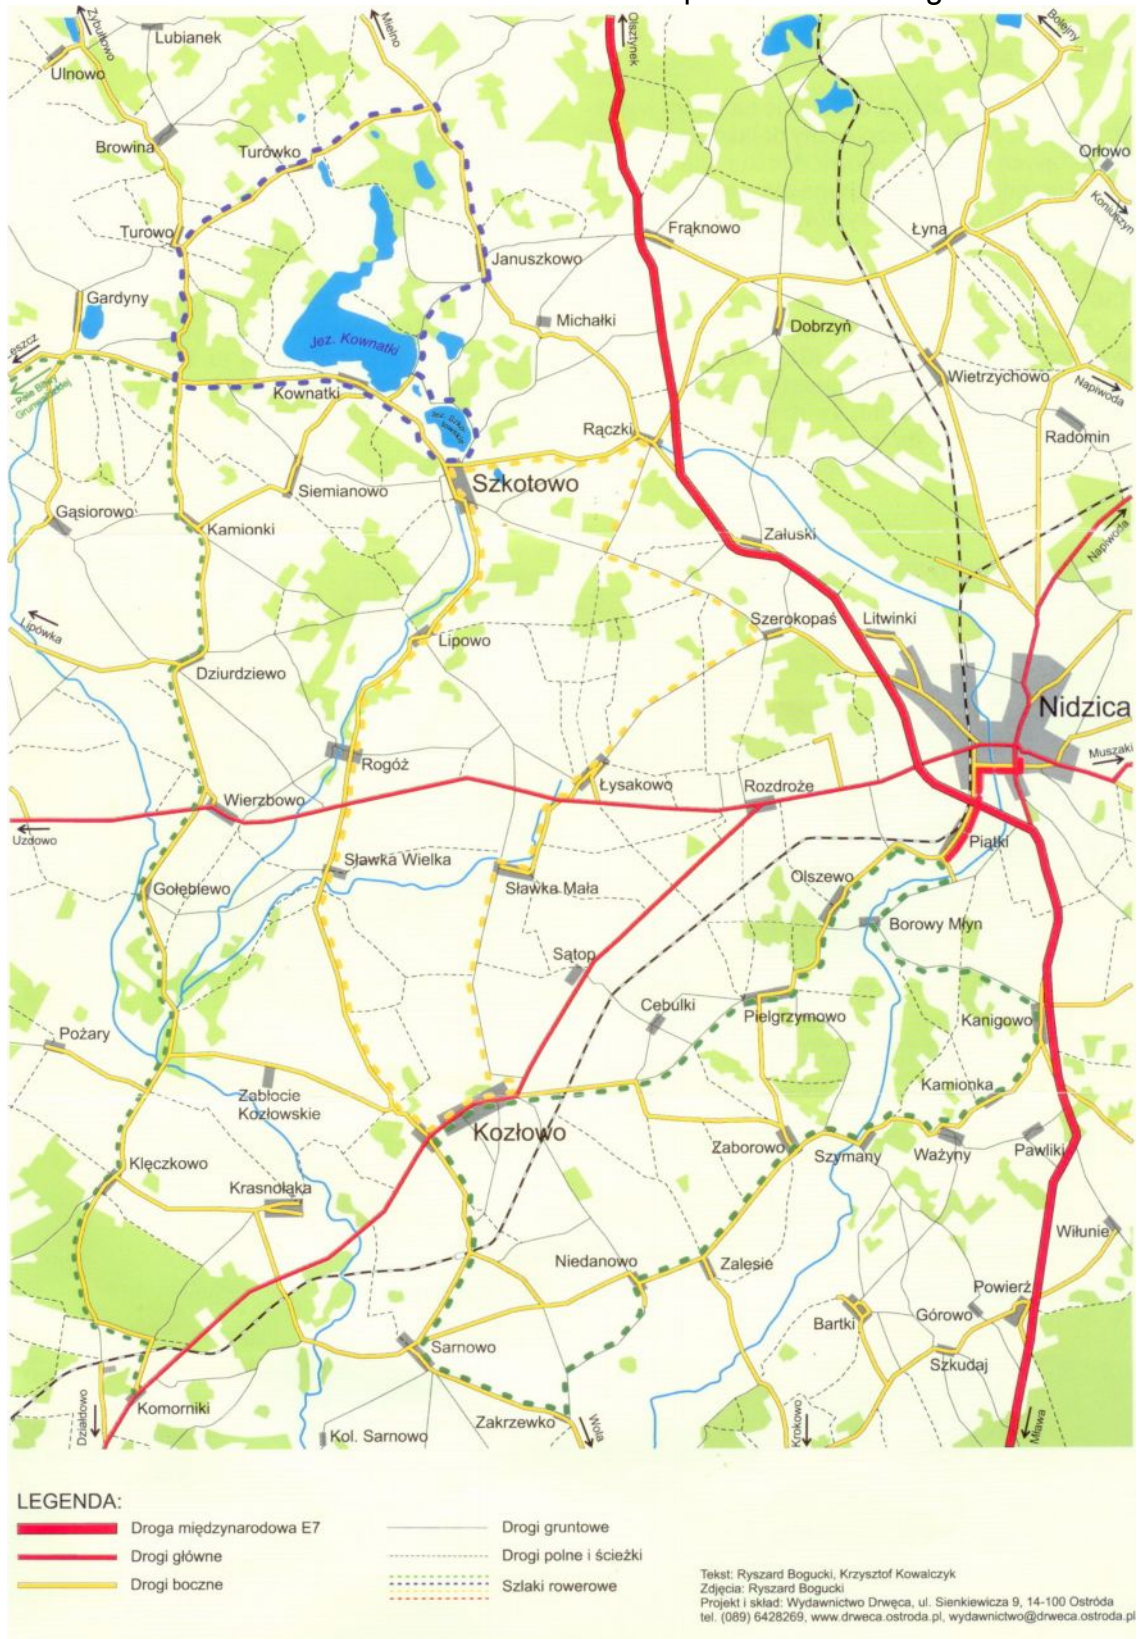 Zybułtowo
Lubianek
Mielno
Olsztynek
Bolejny
Ulnowo
Browina
Turówko
Orłowo
Koniuszyn
Turowo
Frąknowo
Łyna
Januszkowo
Gardyny
Michałki
Dobrzyń
Jez. Kownatki
Pole Bitwy
Grunwaldzkiej
Kownatki
Wietrzychowo
Napiwoda
Rączki
Radomin
Szkotowo
Siemianowo
Gąsiorowo
Kamionki
Załuski
Napiwoda
Lipówka
Szerokopaś
Litwinki
Lipowo
Dziurdziewo
Nidzica
Muszaki
Rogóż
Łysakowo
Rozdroże
Wierzbowo
Uzdowo
Piątki
Sławka Wielka
Gołębiewo
Sławka Mała
Olszewo
Borowy Młyn
Sątop
Cebulki
Pielgrzymowo
Kanigowo
Pożary
Kamionka
Zabłocie
Kozłowskie
Kozłowo
Zaborowo
Szymany
Ważyny
Pawliki
Klęczkowo
Krasnołąka
Wiłunie
Niedanowo
Zalesie
Powierż
Bartki
Górowo
Sarnowo
Szkudaj
Komorniki
Działdowo
Zakrzewko
Wola
Krokowo
Mława
Kol. Sarnowo
LEGENDA:
Droga międzynarodowa E7
Drogi główne
Drogi boczne
Drogi gruntowe
Drogi polne i ścieżki
Szlaki rowerowe
Tekst: Ryszard Bogucki, Krzysztof Kowalczyk
Zdjęcia: Ryszard Bogucki
Projekt i skład: Wydawnictwo Drwęca, ul. Sienkiewicza 9, 14-100 Ostróda
tel. (089) 6428269, www.drweca.ostroda.pl, wydawnictwo@drweca.ostroda.pl